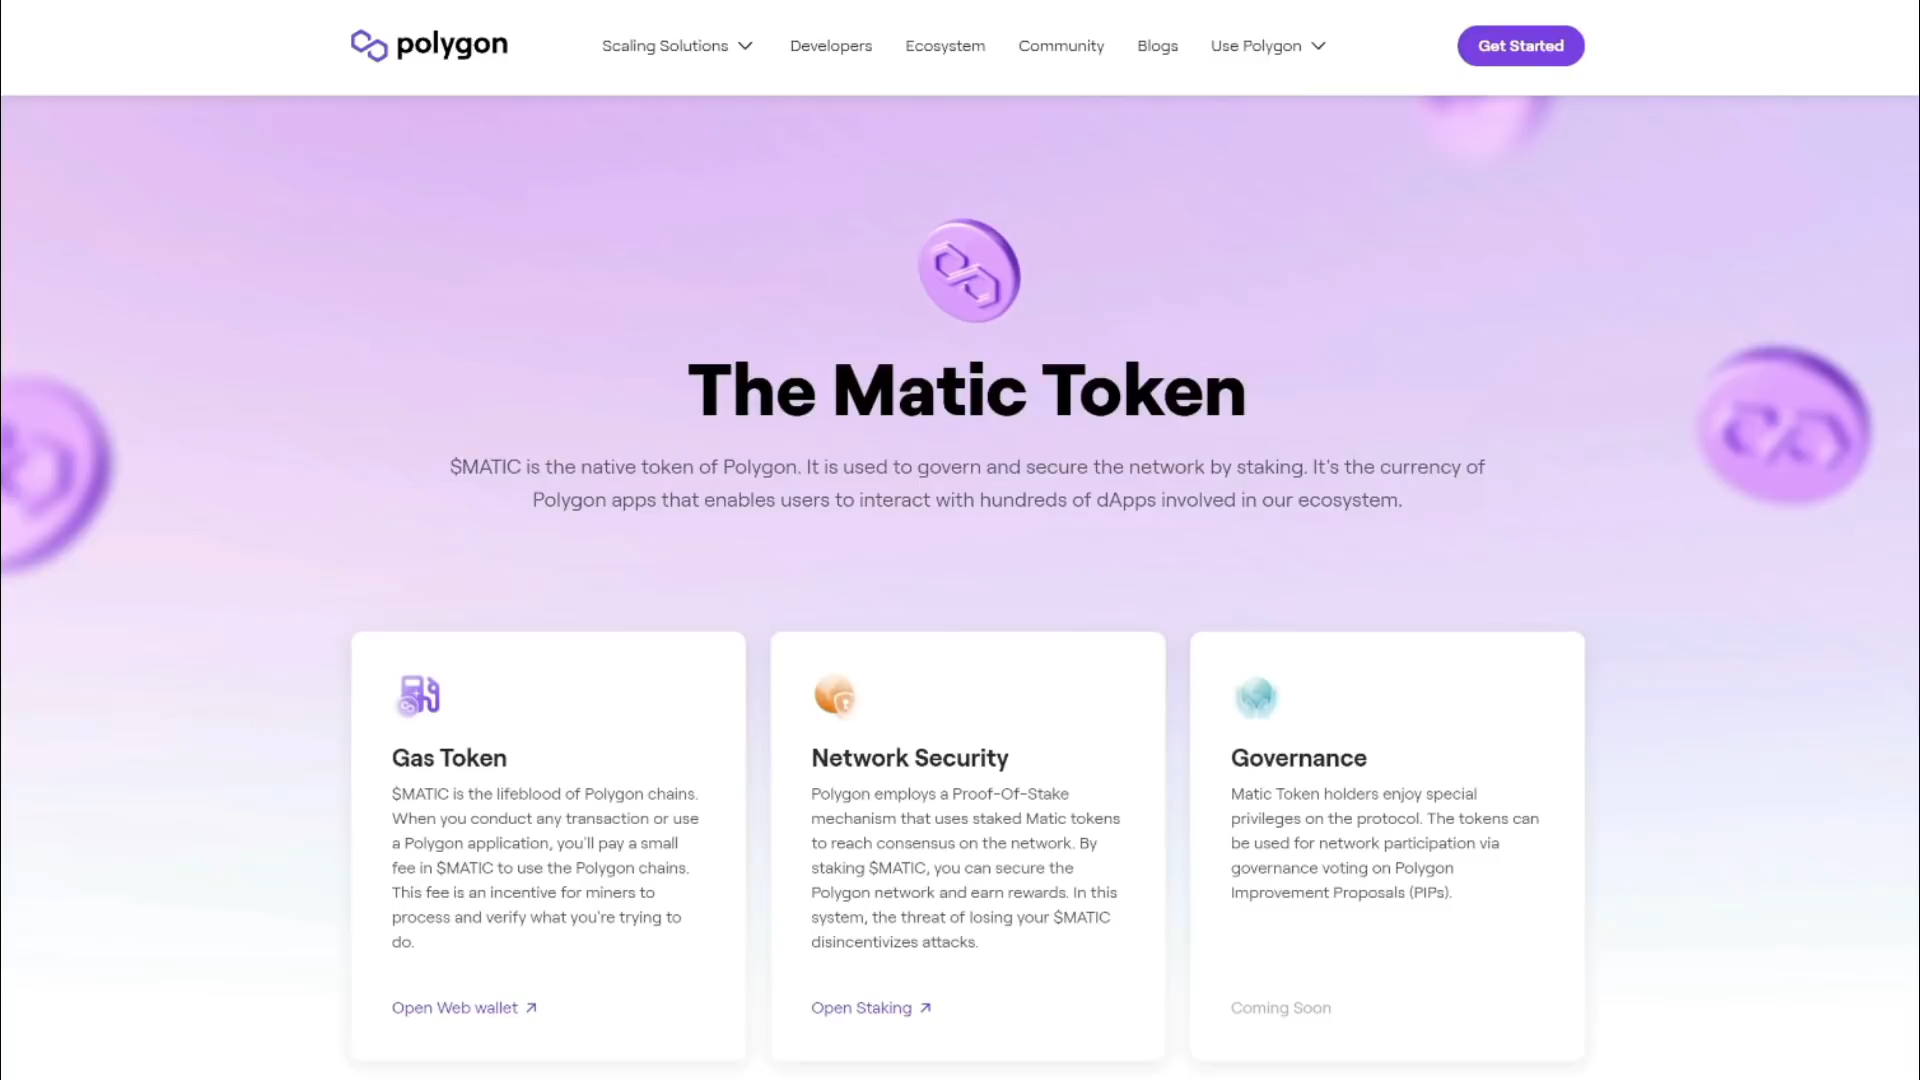 polygon
Scaling Solutions
Developers
Ecosystem
Community
Blogs
Use Polygon
Get Started
The Matic Token
$MATIC is the native token of Polygon. It is used to govern and secure the network by staking. It's the currency of
Polygon apps that enables users to interact with hundreds of dApps involved in our ecosystem.
Gas Token
$MATIC is the lifeblood of Polygon chains.
When you conduct any transaction or use
a Polygon application, you'll pay a small
fee in $MATIC to use the Polygon chains.
This fee is an incentive for miners to
process and verify what you're trying to
do.
Open Web wallet
Network Security
Polygon employs a Proof-Of-Stake
mechanism that uses staked Matic tokens
to reach consensus on the network. By
staking $MATIC, you can secure the
Polygon network and earn rewards. In this
system, the threat of losing your $MATIC
disincentivizes attacks.
Open Staking
Governance
Matic Token holders enjoy special
privileges on the protocol. The tokens can
be used for network participation via
governance voting on Polygon
Improvement Proposals (PIPs).
Coming Soon